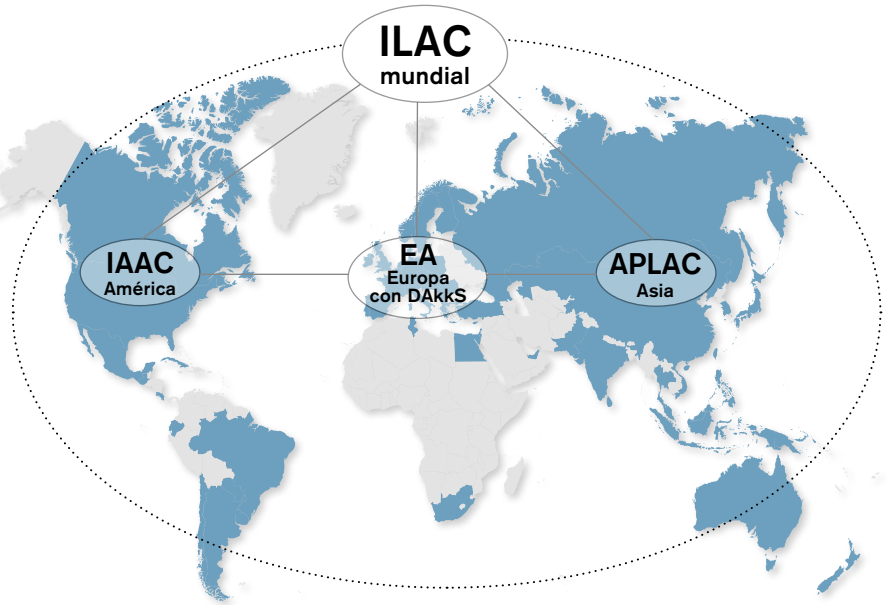 ILAC
mundial
IAAC
América
EA
Europa
con DAkkS
APLAC
Asia